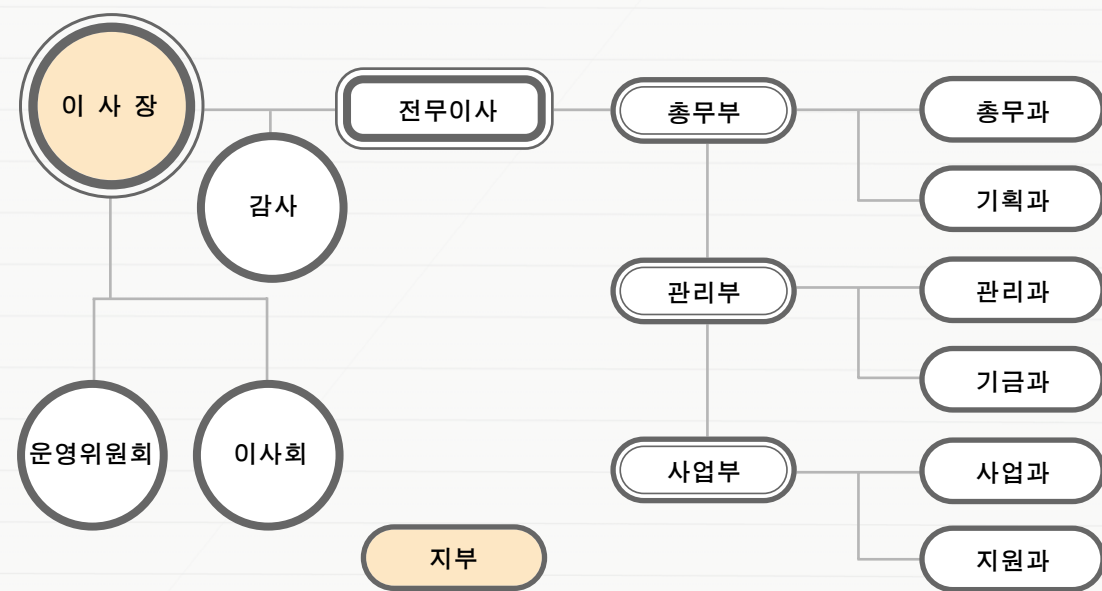 이 사 장
전무이사
총무부
총무과
감사
기획과
관리부
관리과
기금과
운영위원회
이사회
사업부
사업과
지원과
지부